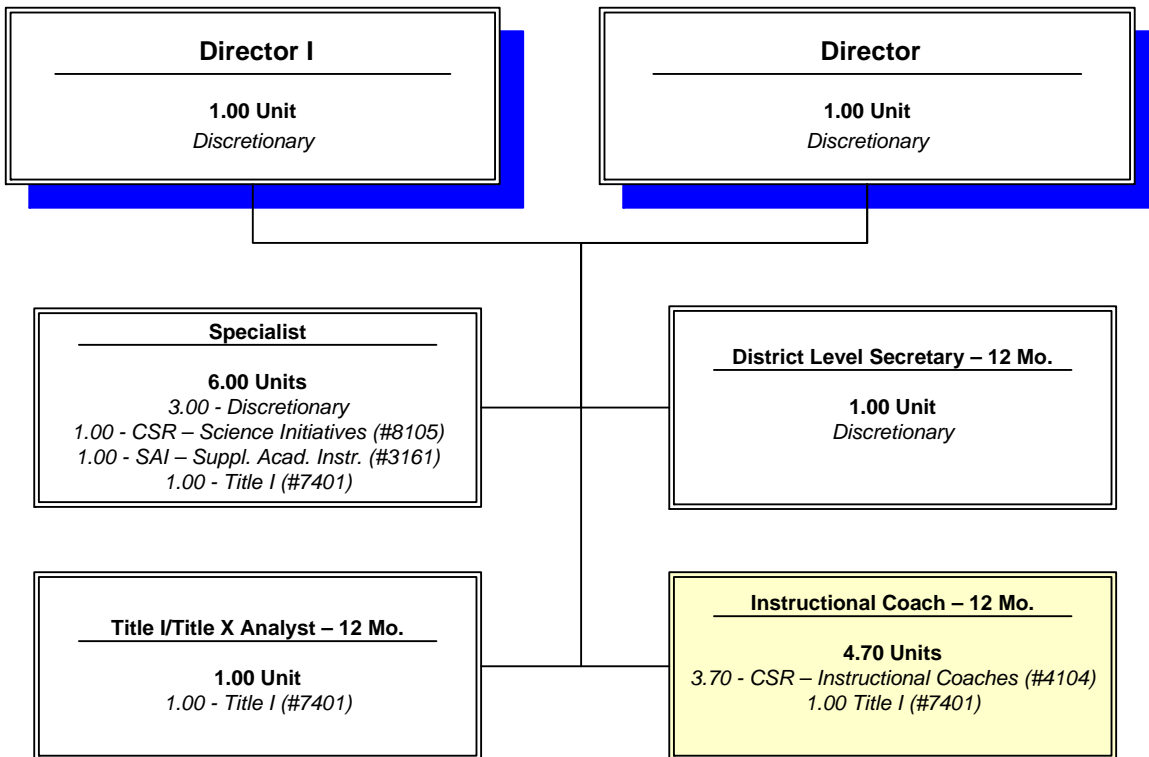 Director I
1.00 Unit
Discretionary
Director
1.00 Unit
Discretionary
Specialist
6.00 Units
3.00 - Discretionary
1.00 - CSR – Science Initiatives (#8105)
1.00 - SAI – Suppl. Acad. Instr. (#3161)
1.00 - Title I (#7401)
District Level Secretary – 12 Mo.
1.00 Unit
Discretionary
Title I/Title X Analyst – 12 Mo.
1.00 Unit
1.00 - Title I (#7401)
Instructional Coach – 12 Mo.
4.70 Units
3.70 - CSR – Instructional Coaches (#4104)
1.00 Title I (#7401)